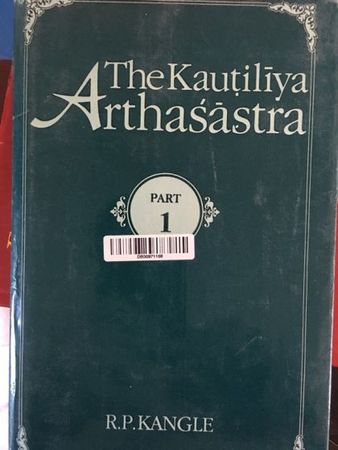 The Kauṭilīya
Arthaśāstra
PART
1
R.P.KANGLE